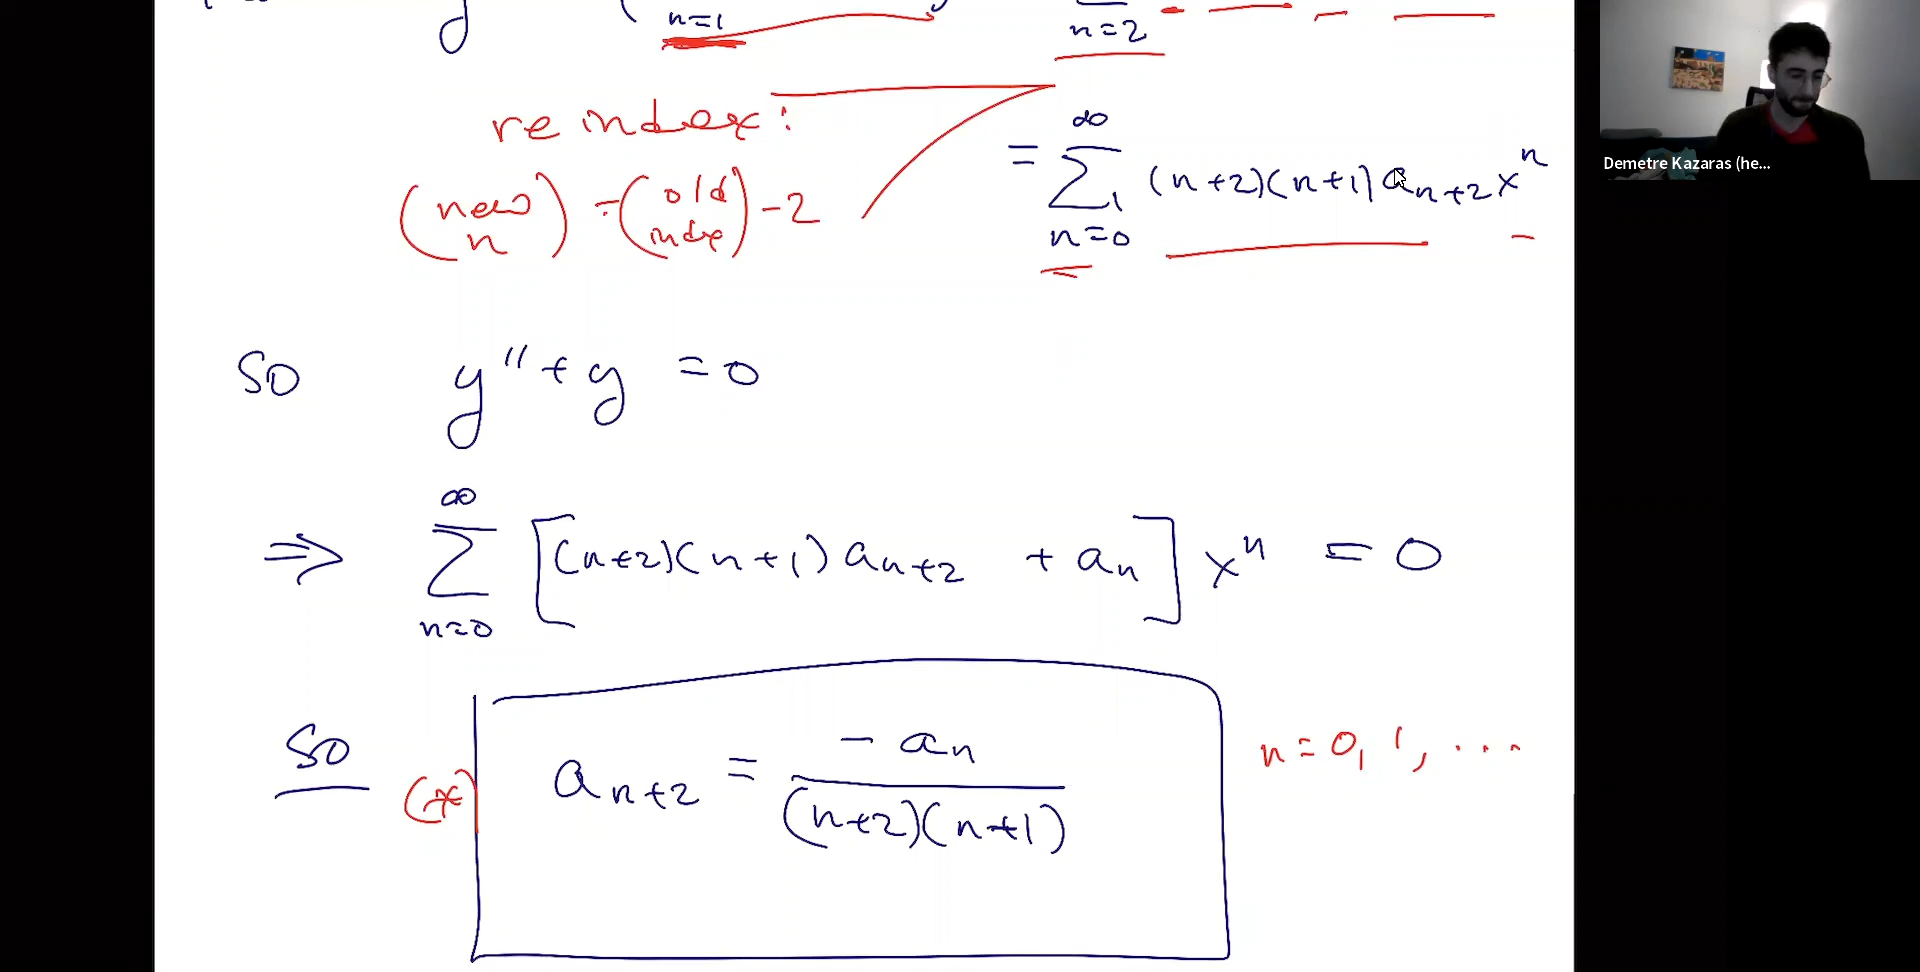 n=1
n=2
reindex:
(new n) = (old index) - 2
= ∑_{n=0}^{∞} (n+2)(n+1) a_{n+2} x^n
Demetre Kazaras (he...
so y'' + y = 0
⇒ ∑_{n=0}^{∞} [(n+2)(n+1) a_{n+2} + a_n] x^n = 0
so (*) a_{n+2} = -a_n / (n+2)(n+1) n = 0, 1, ...